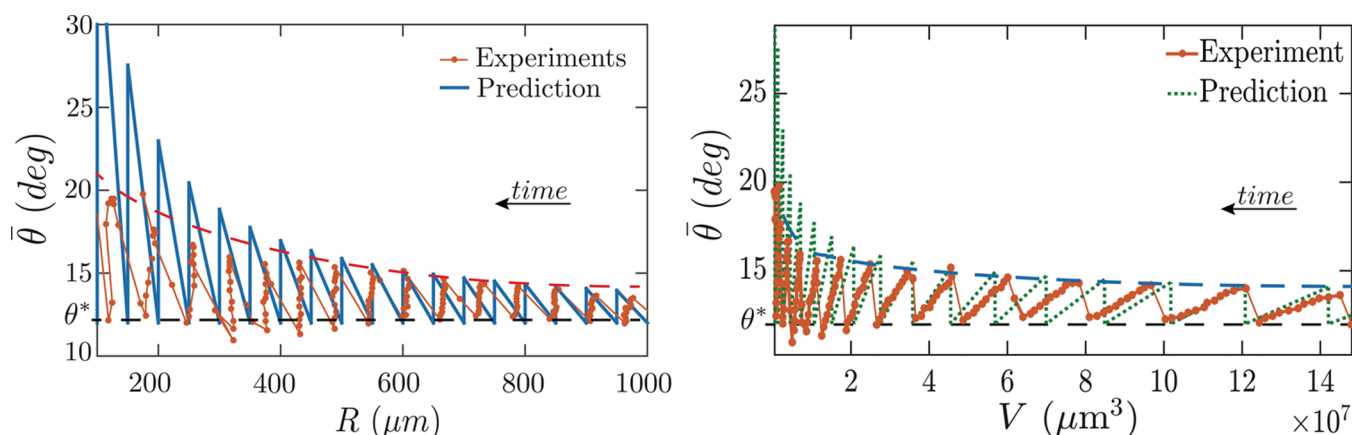 30
25
20
15
θ*
10
θ̄ (deg)
Experiments
Prediction
time
200
400
600
800
1000
R (μm)
25
15
θ*
θ̄ (deg)
Experiment
Prediction
time
2
4
6
8
10
12
14
V (μm³)
×10⁷